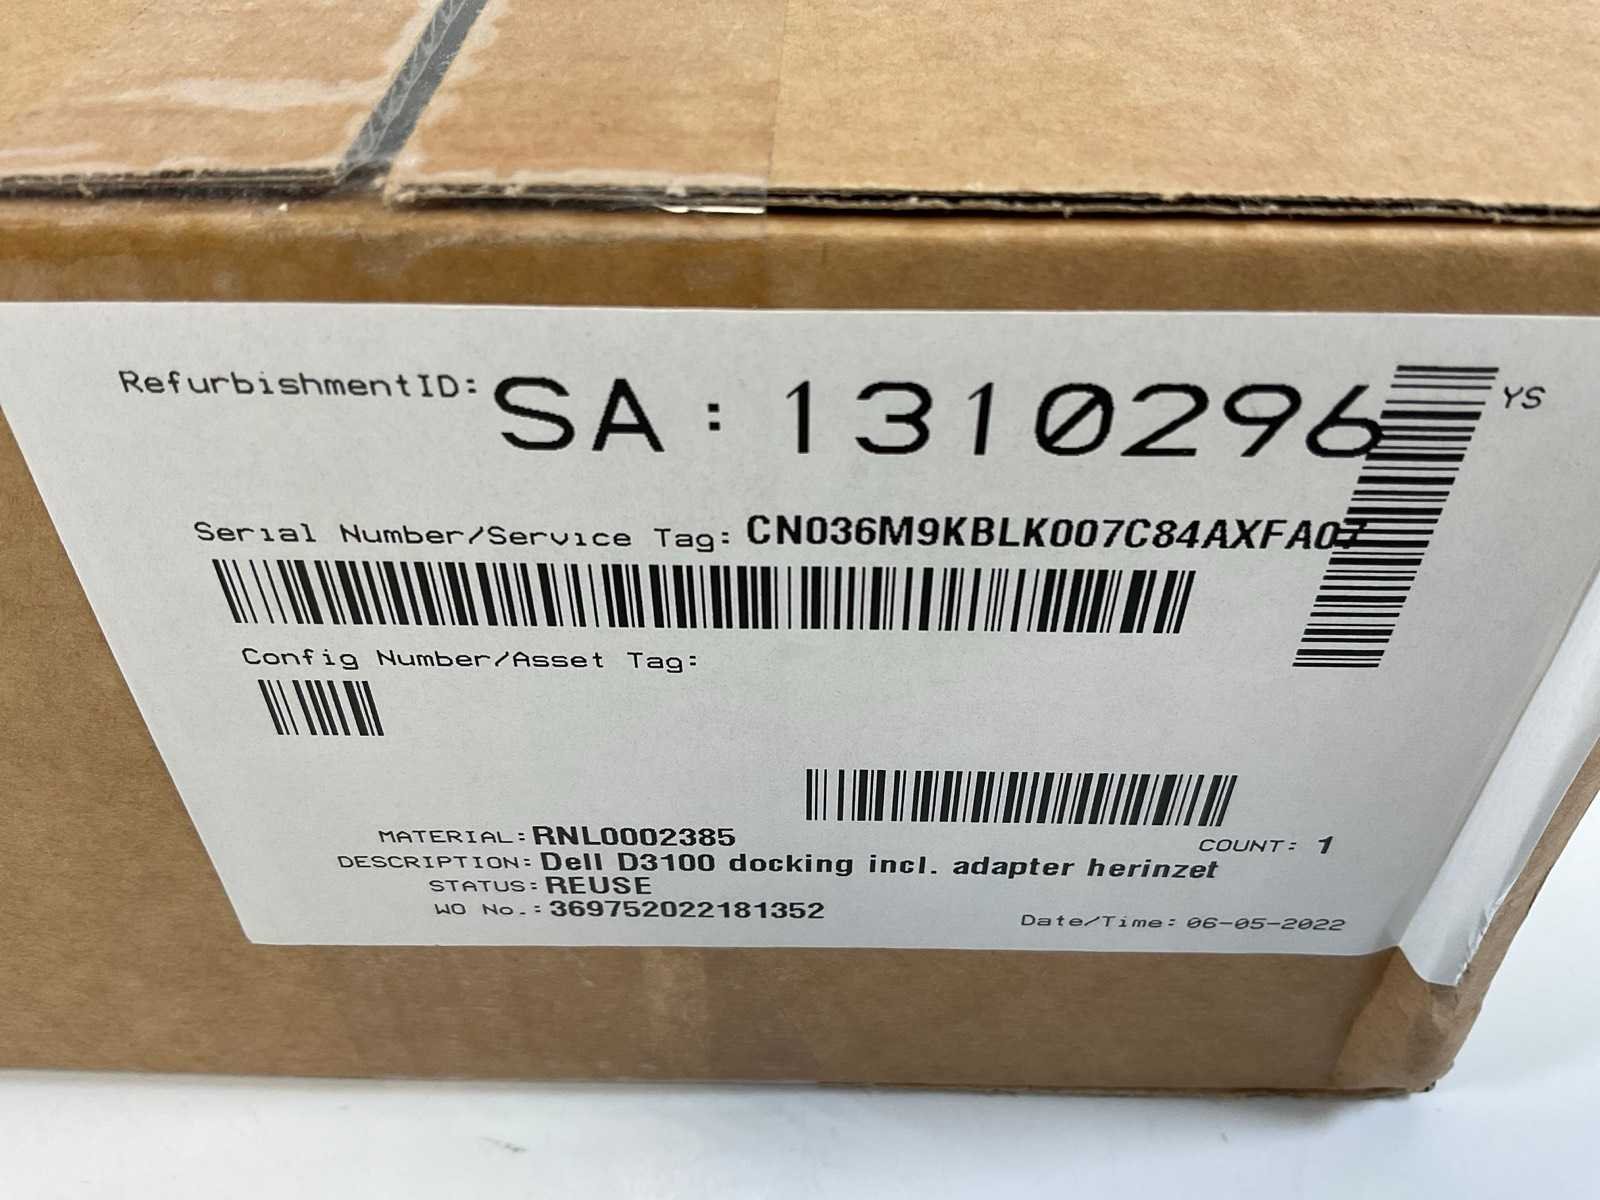 RefurbishmentID: SA:1310296
YS
Serial Number/Service Tag: CN036M9KBLK007C84AXFA07
Config Number/Asset Tag:
MATERIAL: RNL0002385
COUNT: 1
DESCRIPTION: Dell D3100 docking incl. adapter herinzet
STATUS: REUSE
WO No.: 369752022181352
Date/Time: 06-05-2022